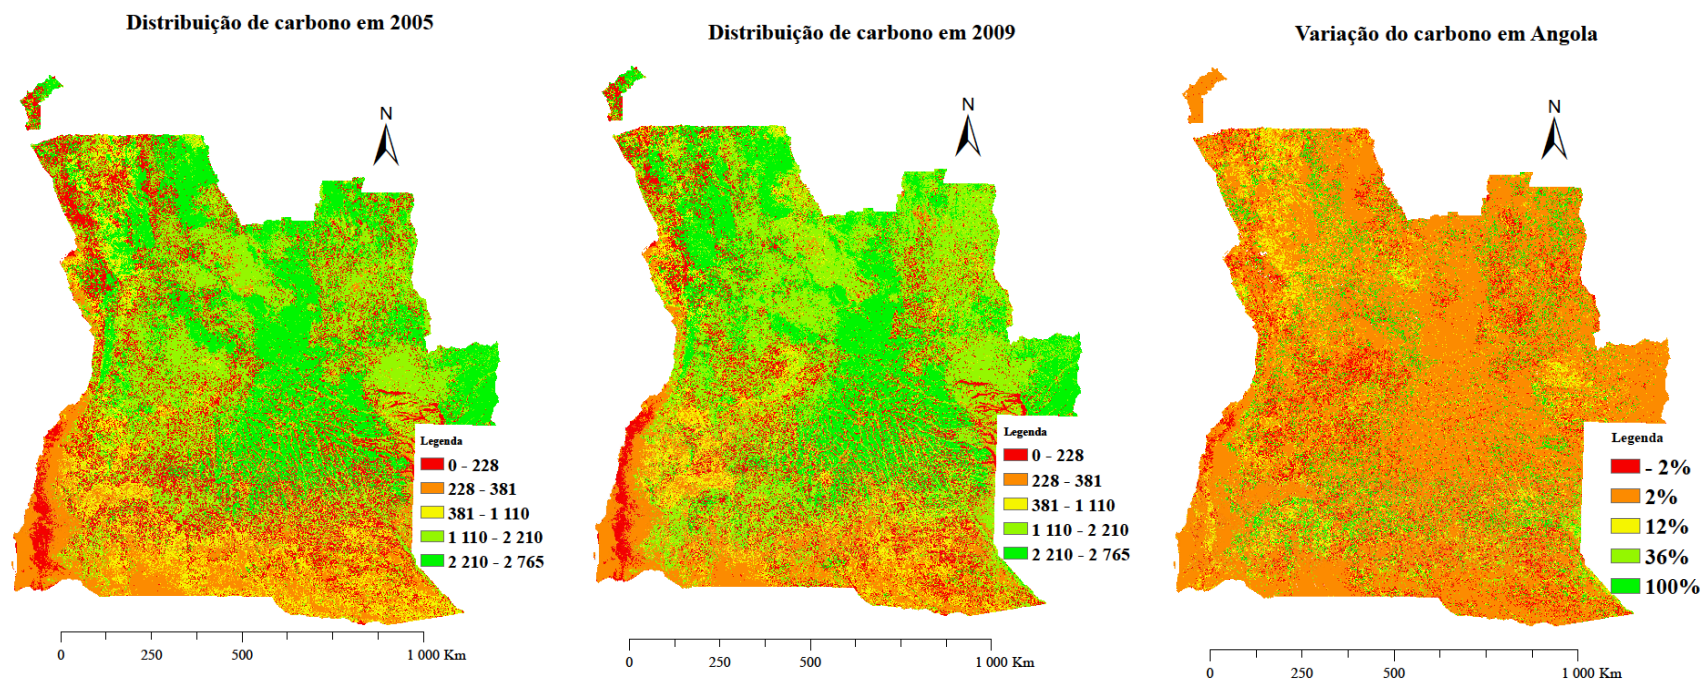 Distribuição de carbono em 2005
N
Legenda
0 - 228
228 - 381
381 - 1 110
1 110 - 2 210
2 210 - 2 765
0 250 500 1 000 Km
Distribuição de carbono em 2009
N
Legenda
0 - 228
228 - 381
381 - 1 110
1 110 - 2 210
2 210 - 2 765
0 250 500 1 000 Km
Variação do carbono em Angola
N
Legenda
- 2%
2%
12%
36%
100%
0 250 500 1 000 Km